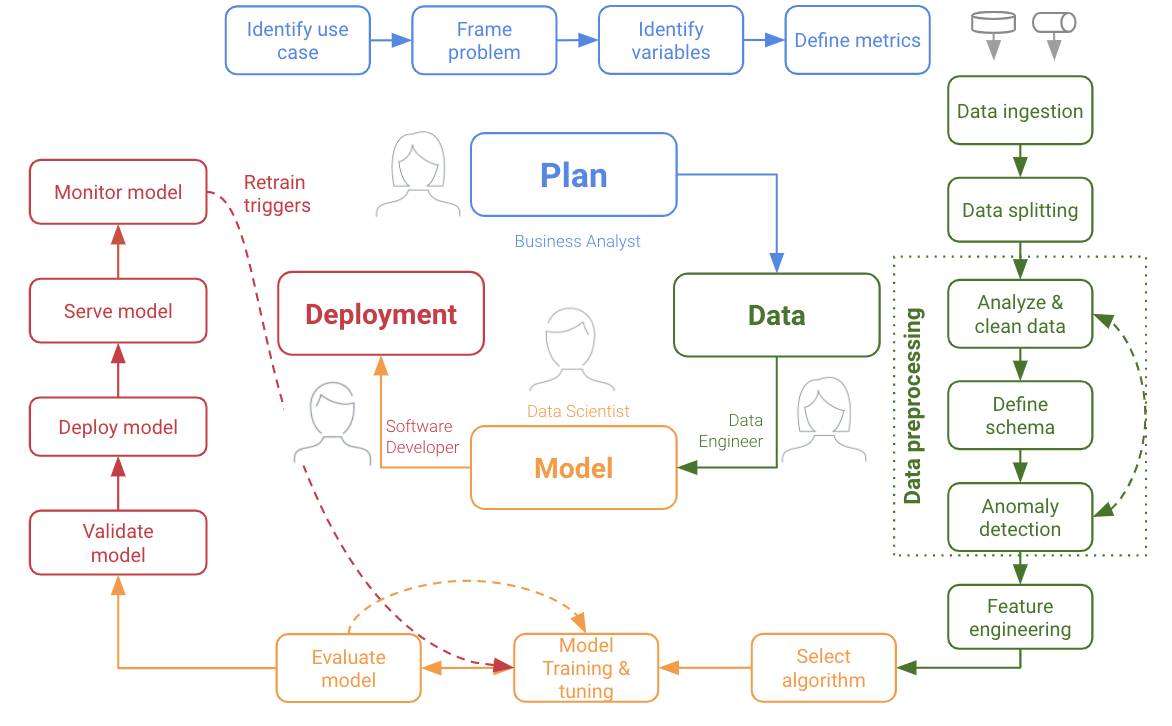 Identify use
case
Frame
problem
Identify
variables
Define metrics
Data ingestion
Data splitting
Data preprocessing
Analyze &
clean data
Define
schema
Anomaly
detection
Feature
engineering
Plan
Business Analyst
Data
Data
Engineer
Data Scientist
Model
Software
Developer
Deployment
Select
algorithm
Model
Training &
tuning
Evaluate
model
Validate
model
Deploy model
Serve model
Monitor model
Retrain
triggers